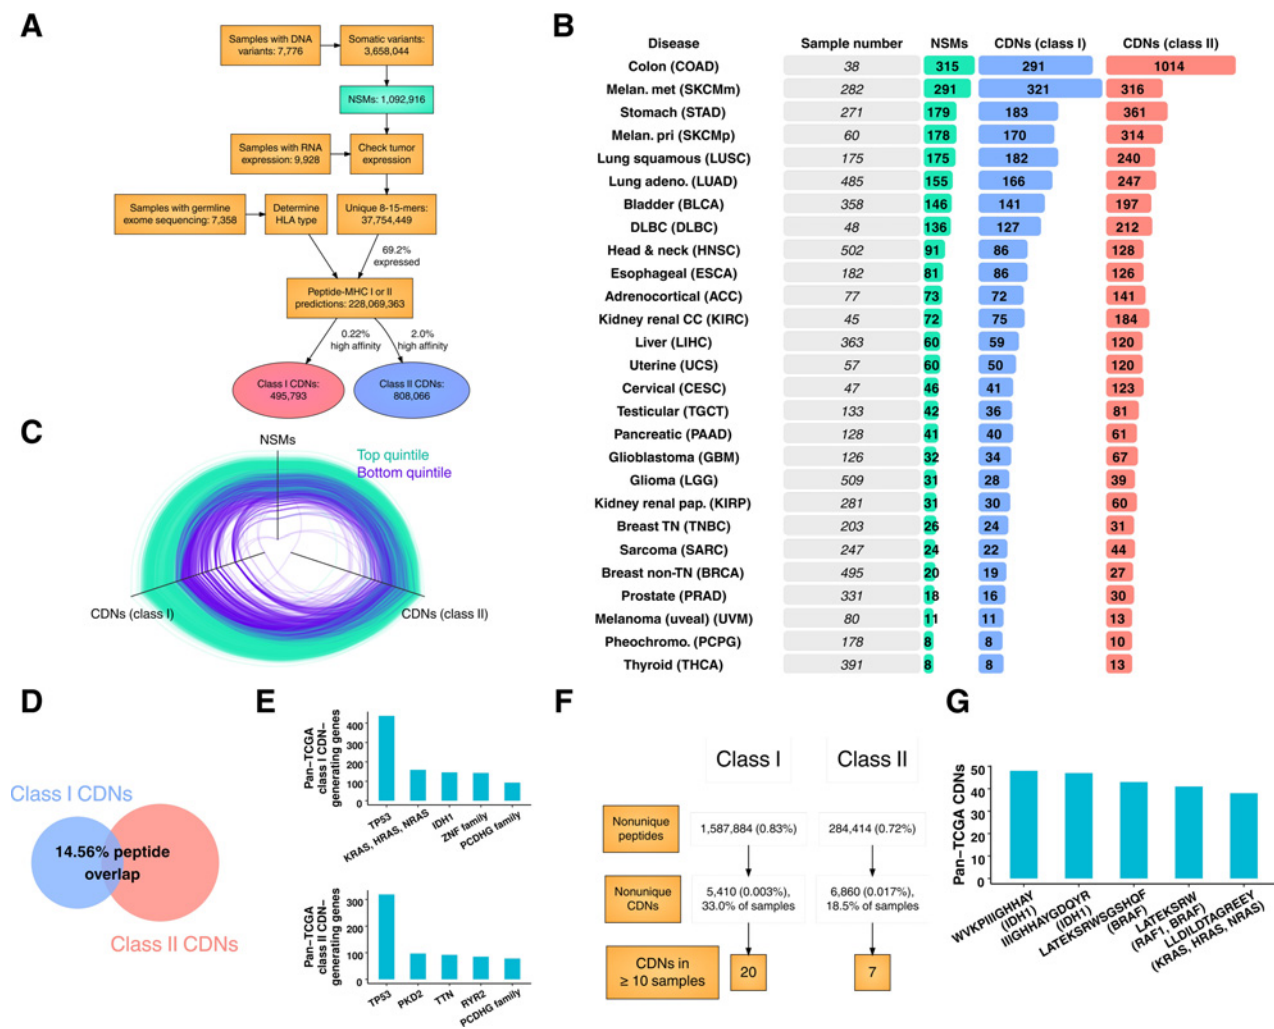 A
Samples with DNA
variants: 7,776
Somatic variants:
3,658,044
NSMs: 1,092,916
Samples with RNA
expression: 9,928
Check tumor
expression
Samples with germline
exome sequencing: 7,358
Determine
HLA type
Unique 8-15-mers:
37,754,449
69.2%
expressed
Peptide-MHC I or II
predictions: 228,069,363
0.22%
high affinity
2.0%
high affinity
Class I CDNs:
495,793
Class II CDNs:
808,066
B
Disease Sample number NSMs CDNs (class I) CDNs (class II)
Colon (COAD) 38 315 291 1014
Melan. met (SKCMm) 282 291 321 316
Stomach (STAD) 271 179 183 361
Melan. pri (SKCMp) 60 178 170 314
Lung squamous (LUSC) 175 175 182 240
Lung adeno. (LUAD) 485 155 166 247
Bladder (BLCA) 358 146 141 197
DLBC (DLBC) 48 136 127 212
Head & neck (HNSC) 502 91 86 128
Esophageal (ESCA) 182 81 86 126
Adrenocortical (ACC) 77 73 72 141
Kidney renal CC (KIRC) 45 72 75 184
Liver (LIHC) 363 60 59 120
Uterine (UCS) 57 60 50 120
Cervical (CESC) 47 46 41 123
Testicular (TGCT) 133 42 36 81
Pancreatic (PAAD) 128 41 40 61
Glioblastoma (GBM) 126 32 34 67
Glioma (LGG) 509 31 28 39
Kidney renal pap. (KIRP) 281 31 30 60
Breast TN (TNBC) 203 26 24 31
Sarcoma (SARC) 247 24 22 44
Breast non-TN (BRCA) 495 20 19 27
Prostate (PRAD) 331 18 16 30
Melanoma (uveal) (UVM) 80 11 11 13
Pheochromo. (PCPG) 178 8 8 10
Thyroid (THCA) 391 8 8 13
C
NSMs
Top quintile
Bottom quintile
CDNs (class I)
CDNs (class II)
D
Class I CDNs
14.56% peptide
overlap
Class II CDNs
E
Pan-TCGA
class I CDN-
generating genes
400
300
200
100
0
TP53
KRAS, HRAS, NRAS
IDH1
ZNF family
PCDHG family
Pan-TCGA
class II CDN-
generating genes
300
200
100
0
TP53
PKD2
TTN
RYR2
PCDHG family
F
Class I Class II
Nonunique
peptides
1,587,884 (0.83%)
284,414 (0.72%)
Nonunique
CDNs
5,410 (0.003%),
33.0% of samples
6,860 (0.017%),
18.5% of samples
CDNs in
≥ 10 samples
20
7
G
Pan-TCGA CDNs
50
40
30
20
10
0
WVKPIIIGHHAY
(IDH1)
IIIGHHAYGDQYR
(IDH1)
LATEKSRWSGSHQF
(BRAF)
LATEKSRW
(RAF1, BRAF)
LLDILDTAGREEY
(KRAS, HRAS, NRAS)